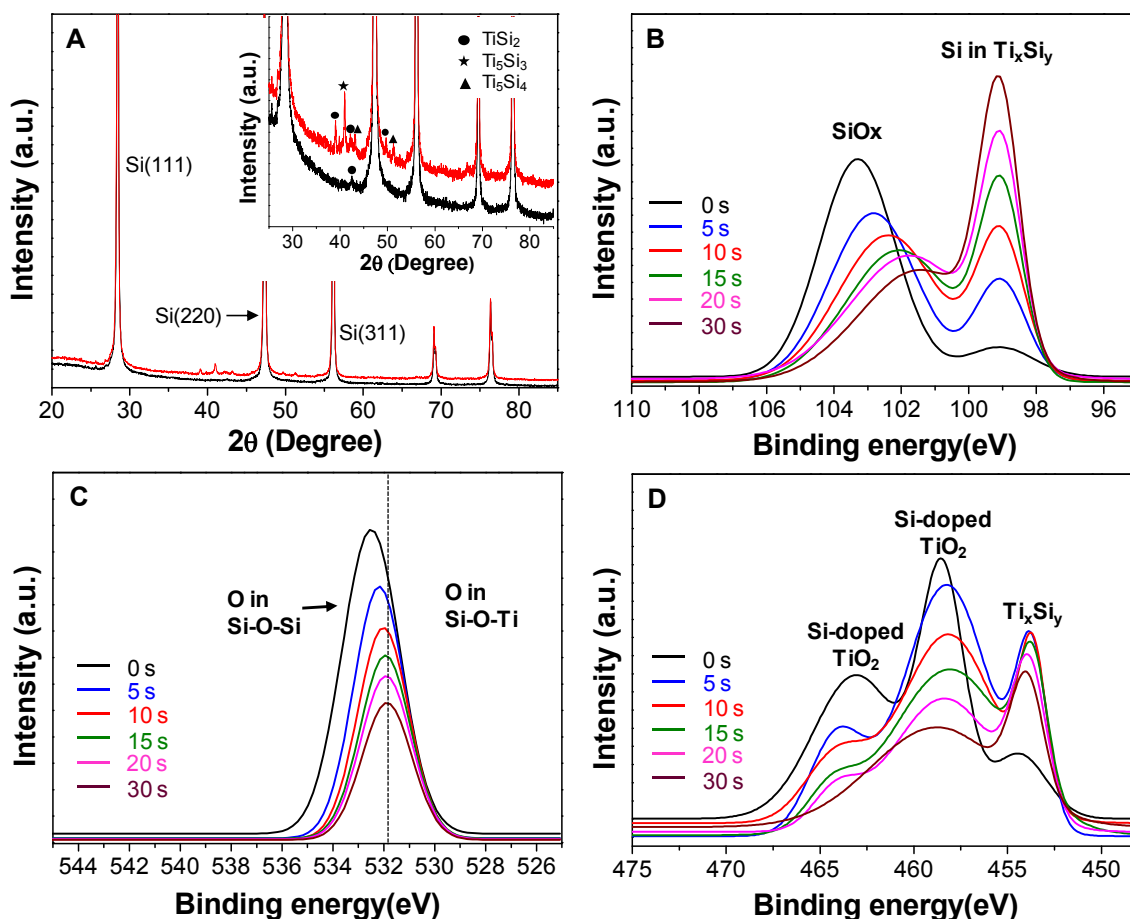 A
Intensity (a.u.)
Si(111)
Si(220)
Si(311)
20 30 40 50 60 70 80
2θ (Degree)
Intensity (a.u.)
● TiSi2
★ Ti5Si3
▲ Ti5Si4
30 40 50 60 70 80
2θ (Degree)
B
Intensity (a.u.)
SiOx
Si in TixSiy
0 s
5 s
10 s
15 s
20 s
30 s
110 108 106 104 102 100 98 96
Binding energy(eV)
C
Intensity (a.u.)
O in
Si-O-Si
O in
Si-O-Ti
0 s
5 s
10 s
15 s
20 s
30 s
544 540 536 532 528 526
Binding energy(eV)
D
Intensity (a.u.)
Si-doped
TiO2
Si-doped
TiO2
TixSiy
0 s
5 s
10 s
15 s
20 s
30 s
475 470 465 460 455 450
Binding energy(eV)